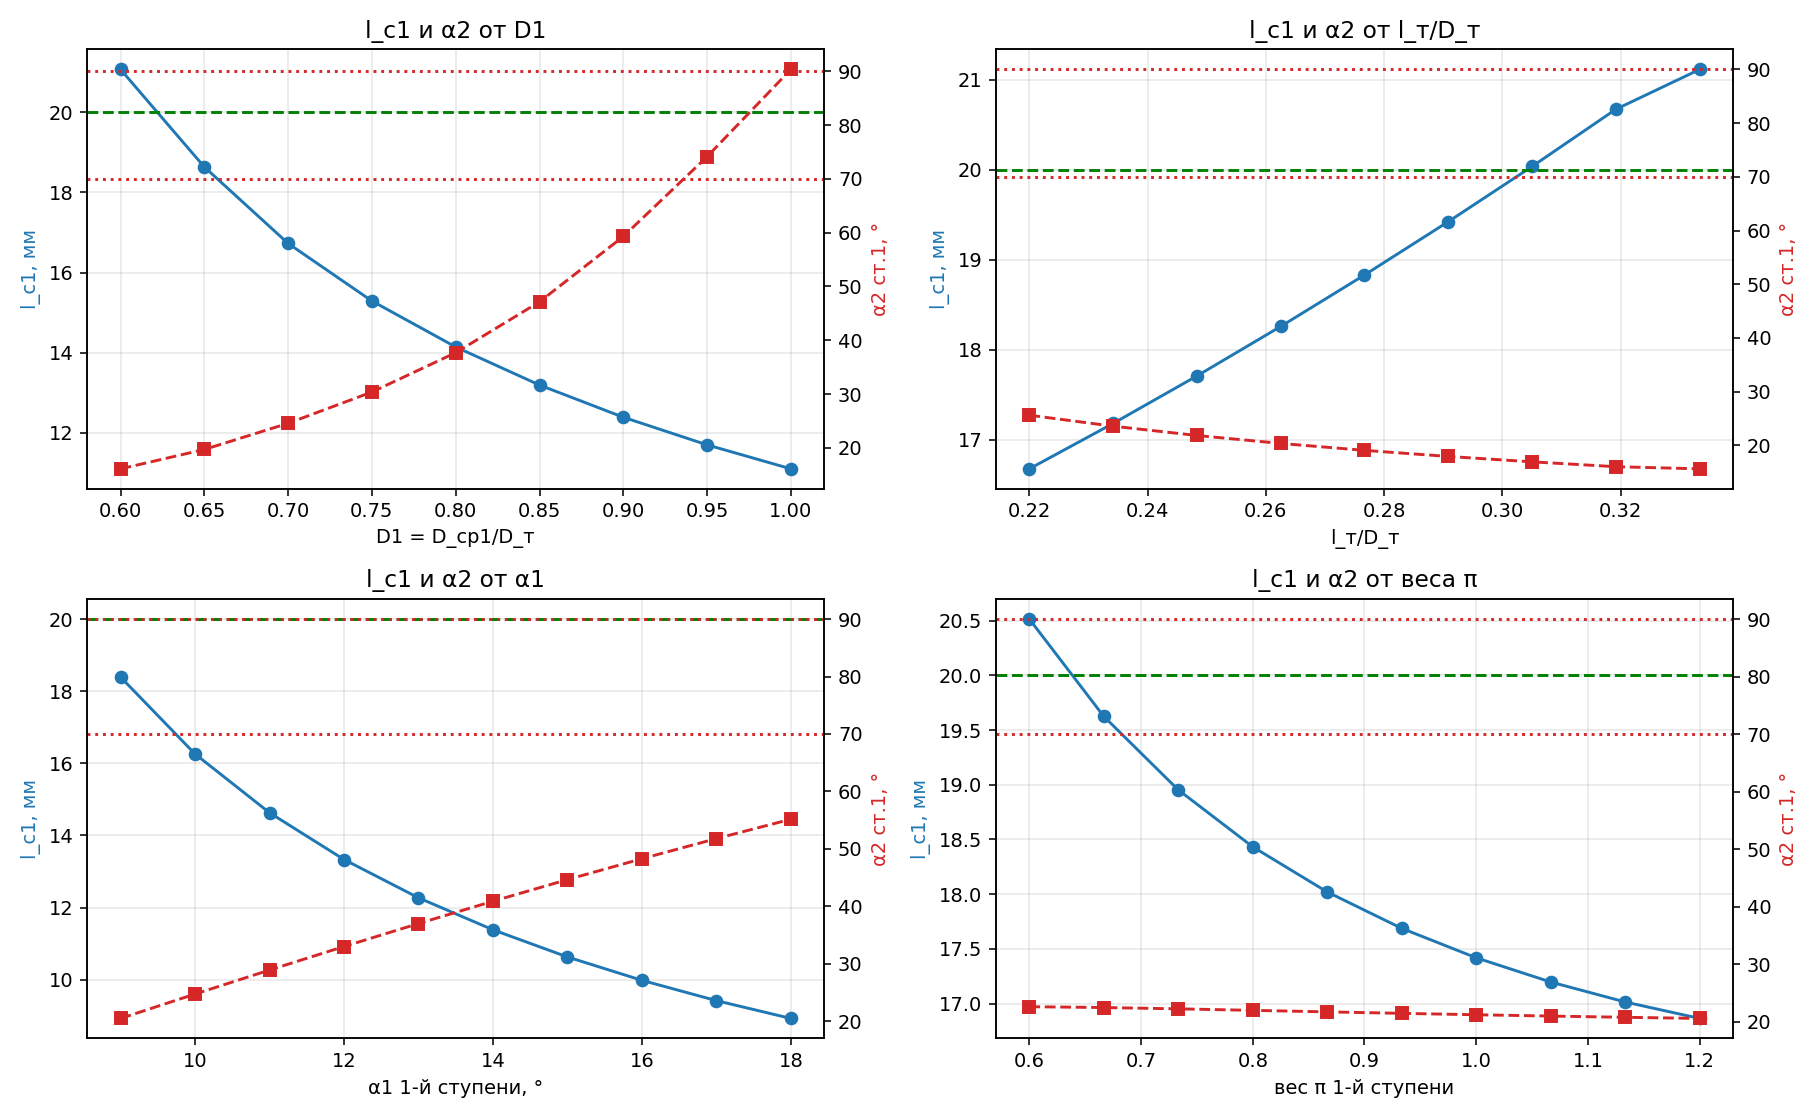 l_c1 и α2 от D1
20
18
16
14
12
90
80
70
60
50
40
30
20
l_c1, мм
α2 ст.1, °
0.60 0.65 0.70 0.75 0.80 0.85 0.90 0.95 1.00
D1 = D_ср1/D_т
l_c1 и α2 от l_т/D_т
21
20
19
18
17
90
80
70
60
50
40
30
20
l_c1, мм
α2 ст.1, °
0.22 0.24 0.26 0.28 0.30 0.32
l_т/D_т
l_c1 и α2 от α1
20
18
16
14
12
10
90
80
70
60
50
40
30
20
l_c1, мм
α2 ст.1, °
10 12 14 16 18
α1 1-й ступени, °
l_c1 и α2 от веса π
20.5
20.0
19.5
19.0
18.5
18.0
17.5
17.0
90
80
70
60
50
40
30
20
l_c1, мм
α2 ст.1, °
0.6 0.7 0.8 0.9 1.0 1.1 1.2
вес π 1-й ступени